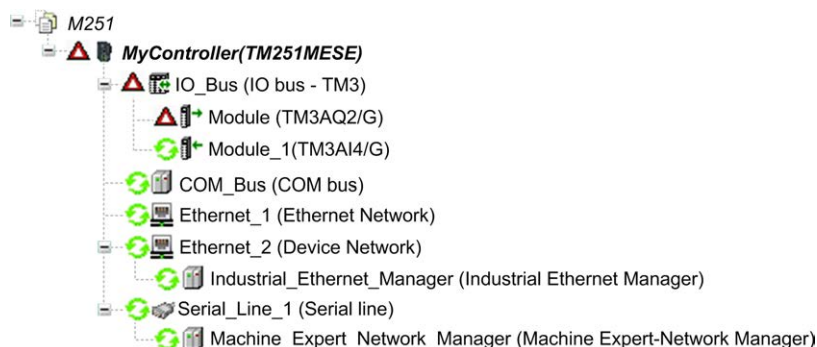 M251
MyController(TM251MESE)
IO_Bus (IO bus - TM3)
Module (TM3AQ2/G)
Module_1(TM3AI4/G)
COM_Bus (COM bus)
Ethernet_1 (Ethernet Network)
Ethernet_2 (Device Network)
Industrial_Ethernet_Manager (Industrial Ethernet Manager)
Serial_Line_1 (Serial line)
Machine_Expert_Network_Manager (Machine Expert-Network Manager)